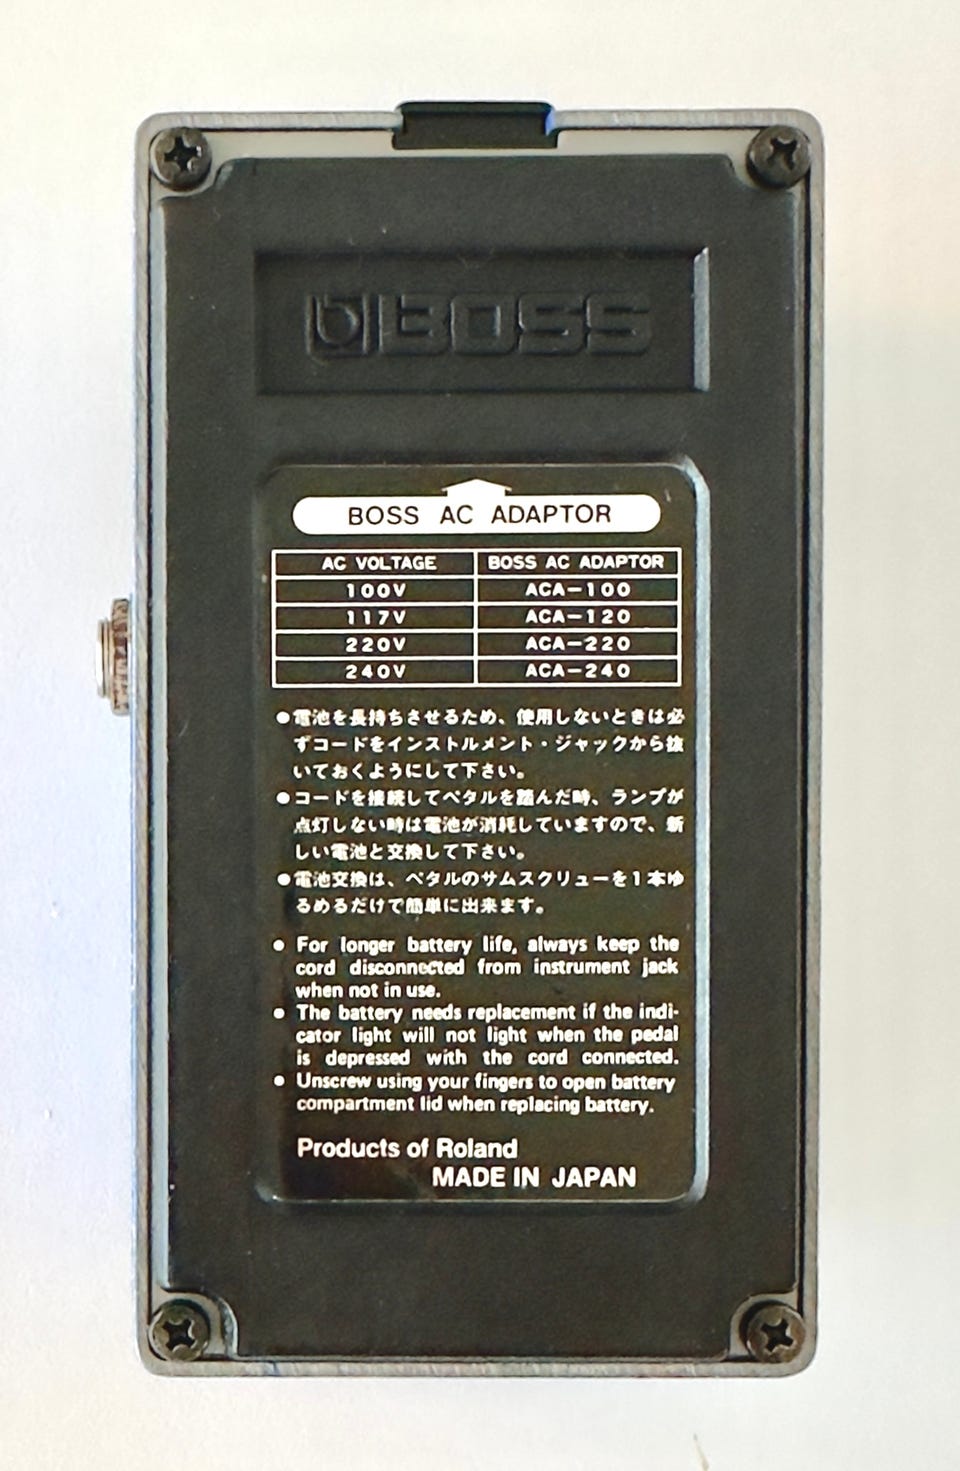 BOSS
BOSS AC ADAPTOR
AC VOLTAGE BOSS AC ADAPTOR
100V ACA-100
117V ACA-120
220V ACA-220
240V ACA-240
●電池を長持ちさせるため、使用しないときは必
ずコードをインストルメント・ジャックから抜
いておくようにして下さい。
●コードを接続してペタルを踏んだ時、ランプが
点灯しない時は電池が消耗していますので、新
しい電池と交換して下さい。
●電池交換は、ペタルのサムスクリューを1本ゆ
るめるだけで簡単に出来ます。
● For longer battery life, always keep the
cord disconnected from instrument jack
when not in use.
● The battery needs replacement if the indi-
cator light will not light when the pedal
is depressed with the cord connected.
● Unscrew using your fingers to open battery
compartment lid when replacing battery.
Products of Roland
MADE IN JAPAN